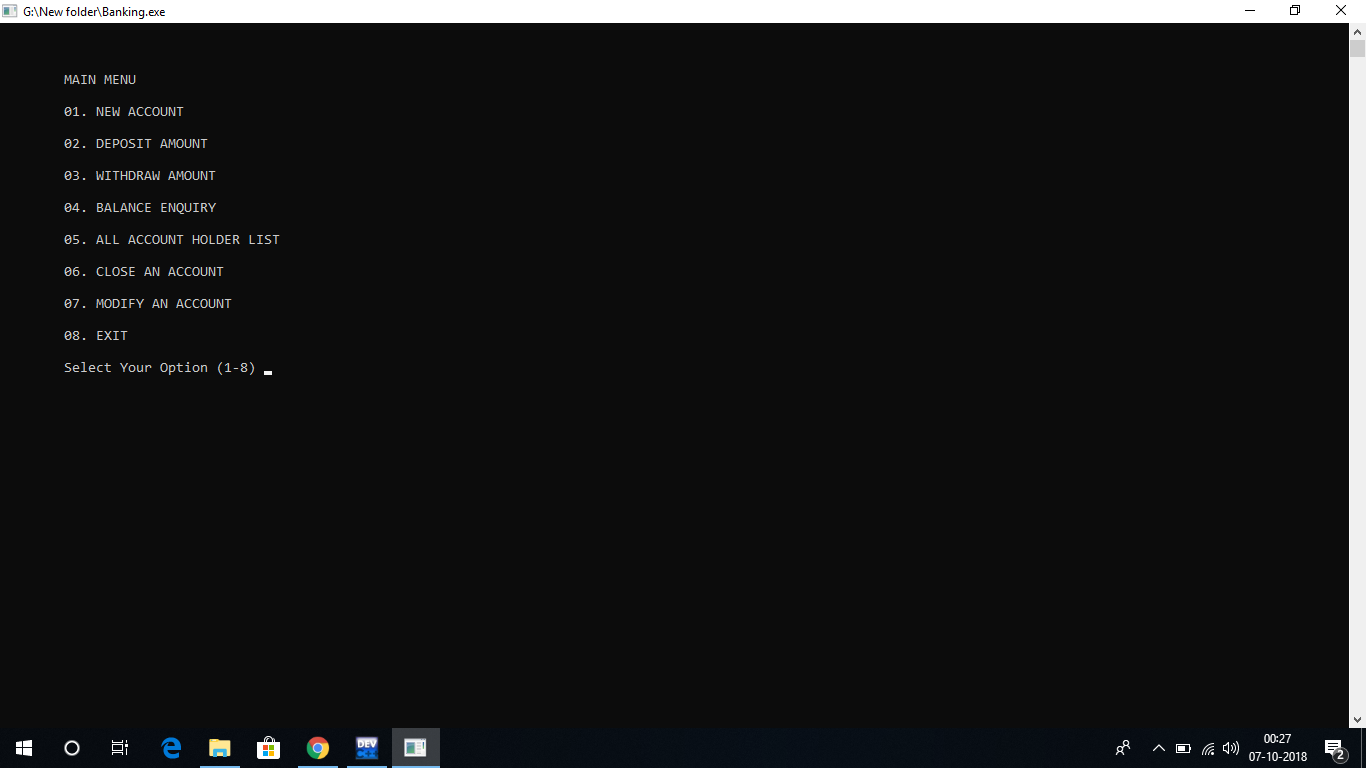 G:\New folder\Banking.exe
MAIN MENU
01. NEW ACCOUNT
02. DEPOSIT AMOUNT
03. WITHDRAW AMOUNT
04. BALANCE ENQUIRY
05. ALL ACCOUNT HOLDER LIST
06. CLOSE AN ACCOUNT
07. MODIFY AN ACCOUNT
08. EXIT
Select Your Option (1-8)
DEV
C++
00:27
07-10-2018
2